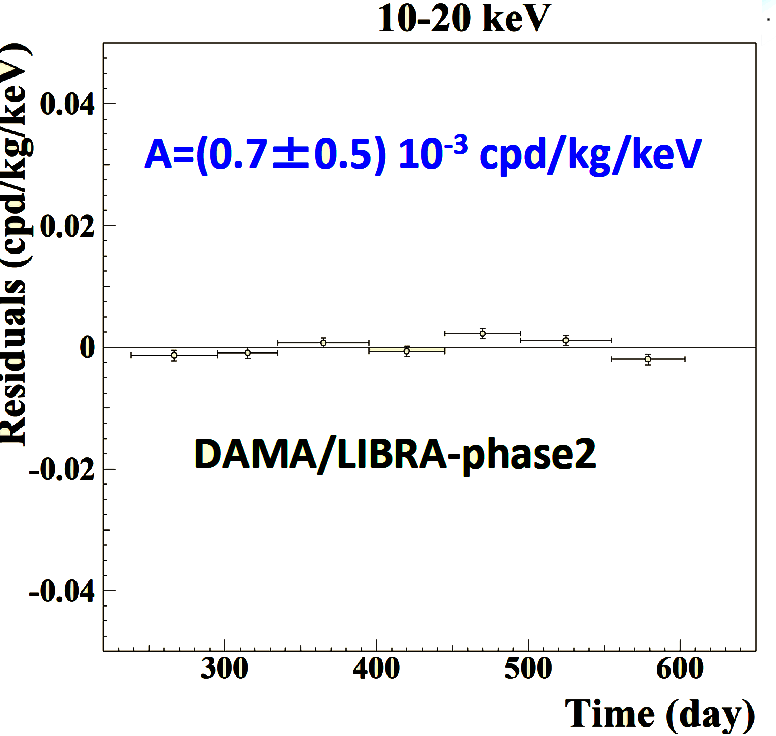 10-20 keV
Residuals (cpd/kg/keV)
0.04
0.02
0
-0.02
-0.04
A=(0.7±0.5) 10⁻³ cpd/kg/keV
DAMA/LIBRA-phase2
300 400 500 600
Time (day)